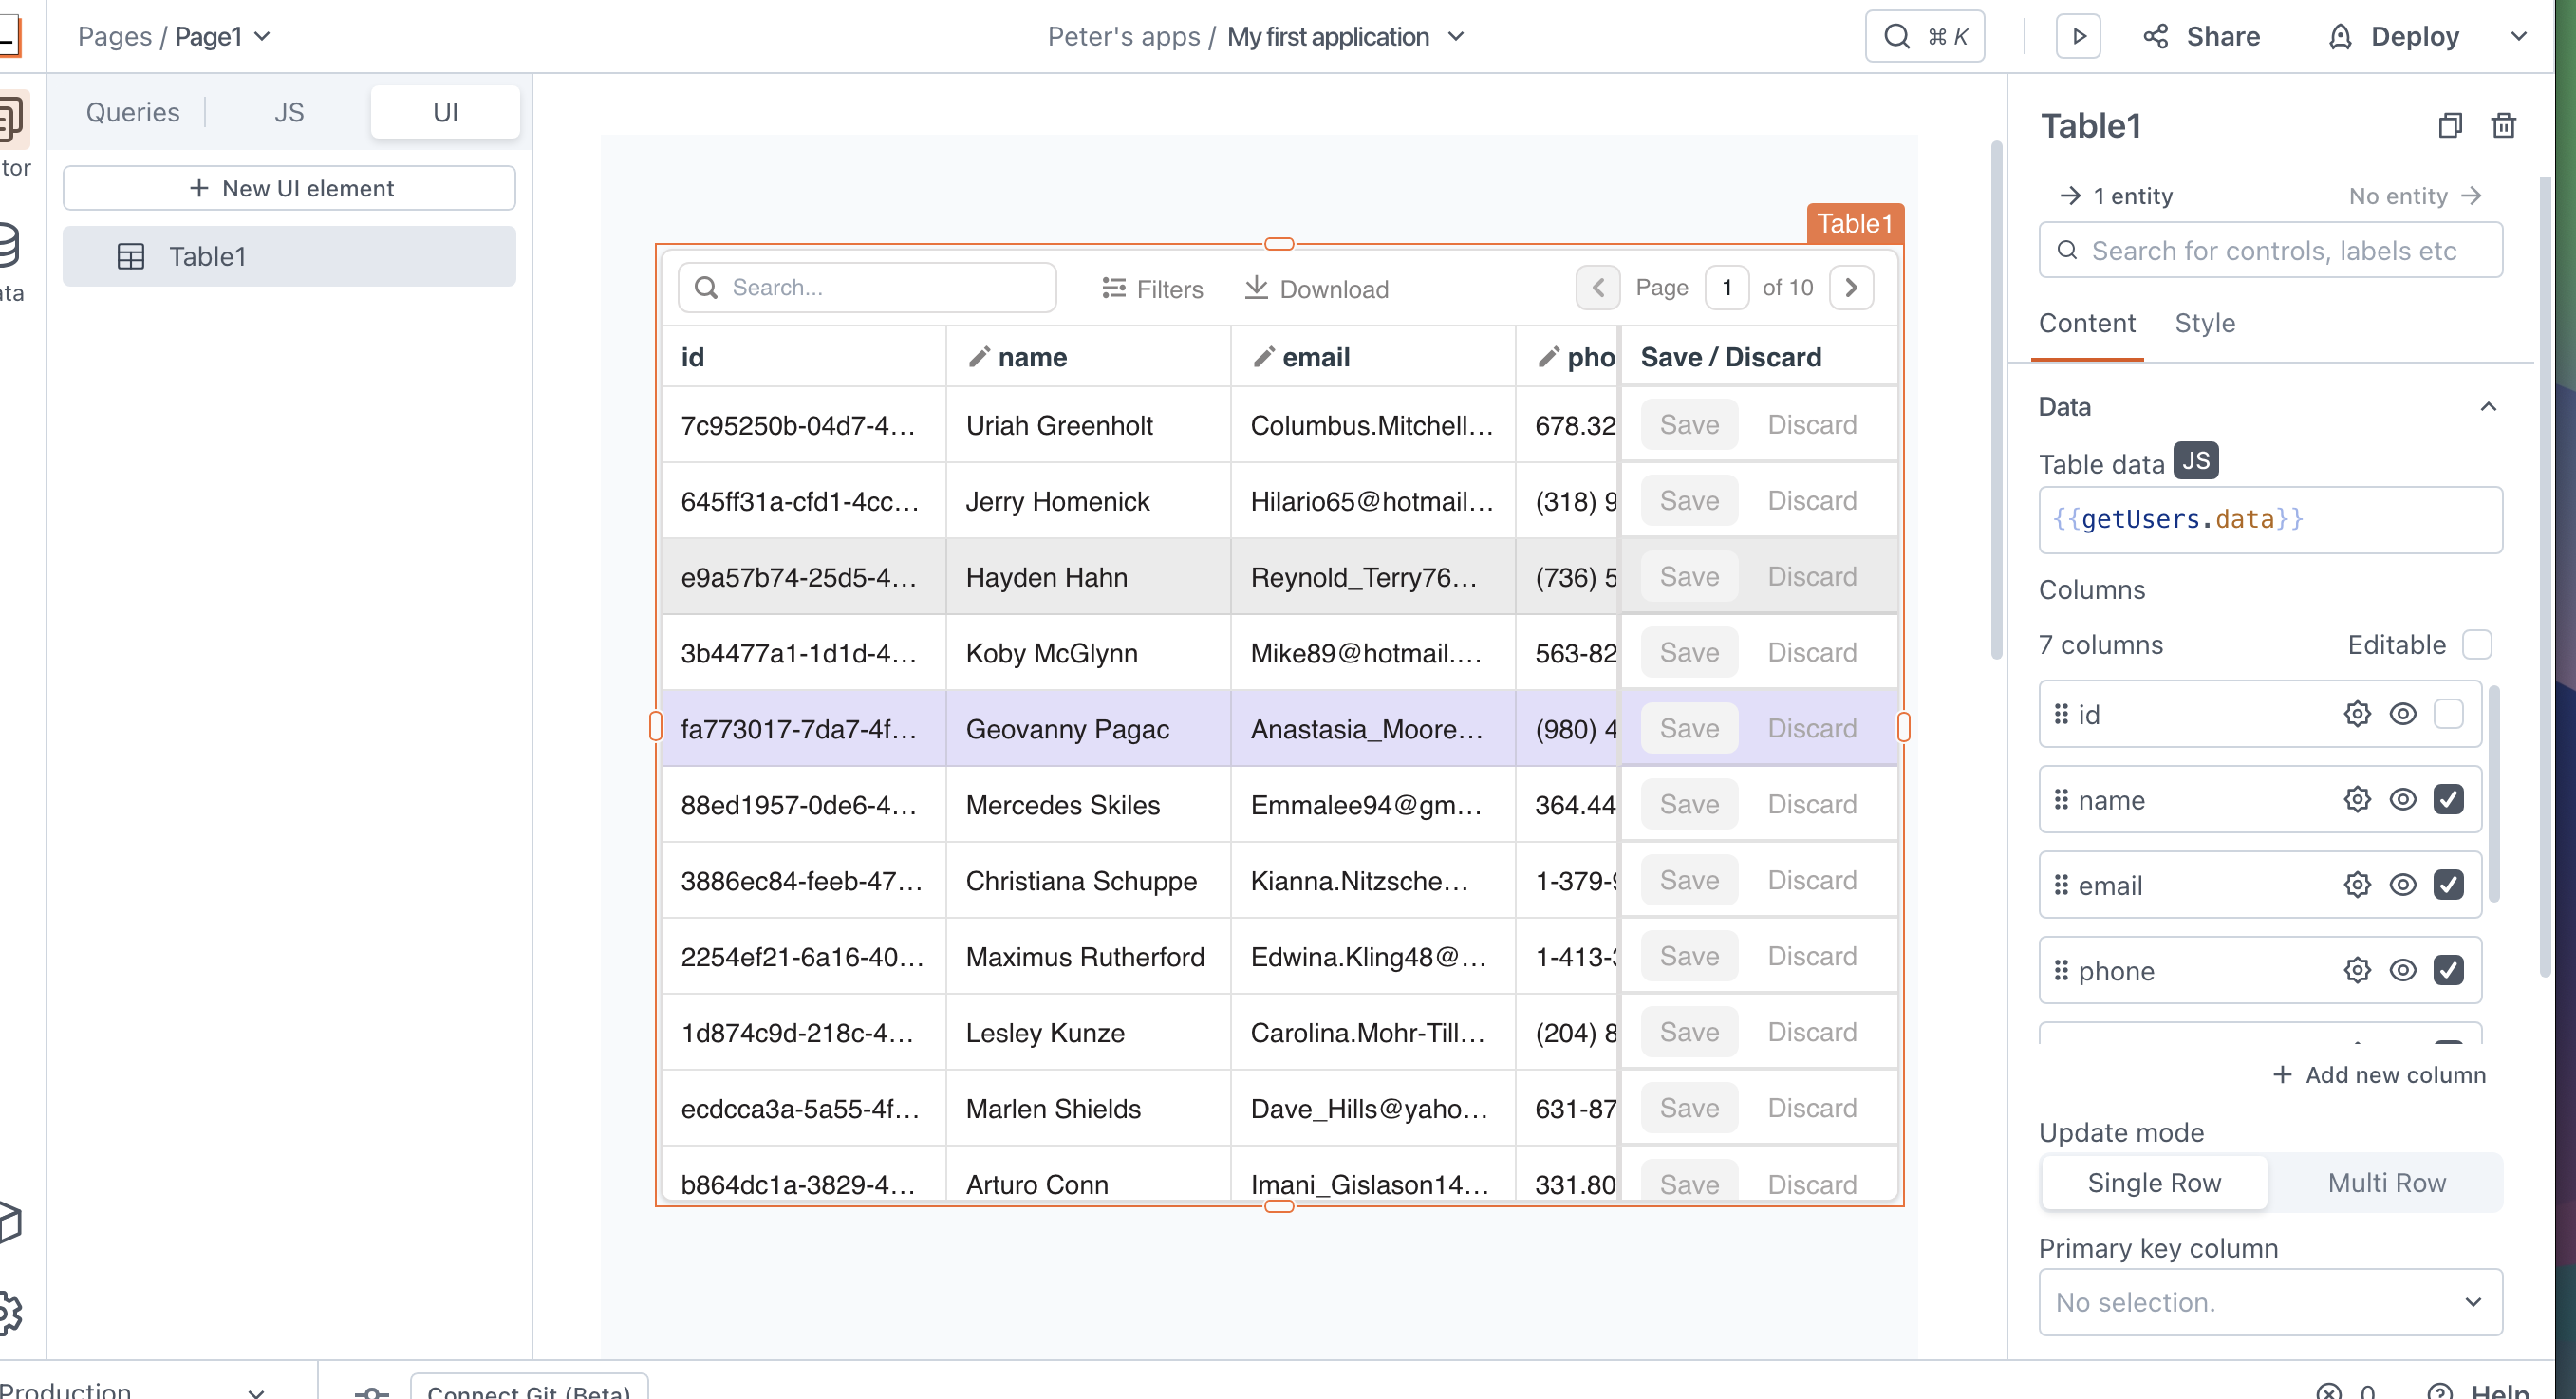 Pages / Page1
Peter's apps / My first application
⌘ K
Share
Deploy
tor
ata
Queries
JS
UI
+ New UI element
Table1
Table1
Search...
Filters
Download
Page 1 of 10
id name email pho Save / Discard
7c95250b-04d7-4... Uriah Greenholt Columbus.Mitchell... 678.32 Save Discard
645ff31a-cfd1-4cc... Jerry Homenick Hilario65@hotmail... (318) 9 Save Discard
e9a57b74-25d5-4... Hayden Hahn Reynold_Terry76... (736) 5 Save Discard
3b4477a1-1d1d-4... Koby McGlynn Mike89@hotmail.... 563-82 Save Discard
fa773017-7da7-4f... Geovanny Pagac Anastasia_Moore... (980) 4 Save Discard
88ed1957-0de6-4... Mercedes Skiles Emmalee94@gm... 364.44 Save Discard
3886ec84-feeb-47... Christiana Schuppe Kianna.Nitzsche... 1-379-9 Save Discard
2254ef21-6a16-40... Maximus Rutherford Edwina.Kling48@... 1-413-3 Save Discard
1d874c9d-218c-4... Lesley Kunze Carolina.Mohr-Till... (204) 8 Save Discard
ecdcca3a-5a55-4f... Marlen Shields Dave_Hills@yaho... 631-87 Save Discard
b864dc1a-3829-4... Arturo Conn Imani_Gislason14... 331.80 Save Discard
Table1
1 entity
No entity
Search for controls, labels etc
Content
Style
Data
Table data JS
{{getUsers.data}}
Columns
7 columns
Editable
id
name
email
phone
+ Add new column
Update mode
Single Row
Multi Row
Primary key column
No selection.
Production
Connect Git (Beta)
0
Help